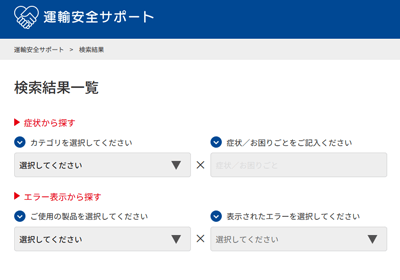 運輸安全サポート
運輸安全サポート > 検索結果
検索結果一覧
症状から探す
カテゴリを選択してください
症状／お困りごとをご記入ください
選択してください
×
症状／お困りごと
エラー表示から探す
ご使用の製品を選択してください
表示されたエラーを選択してください
選択してください
×
選択してください